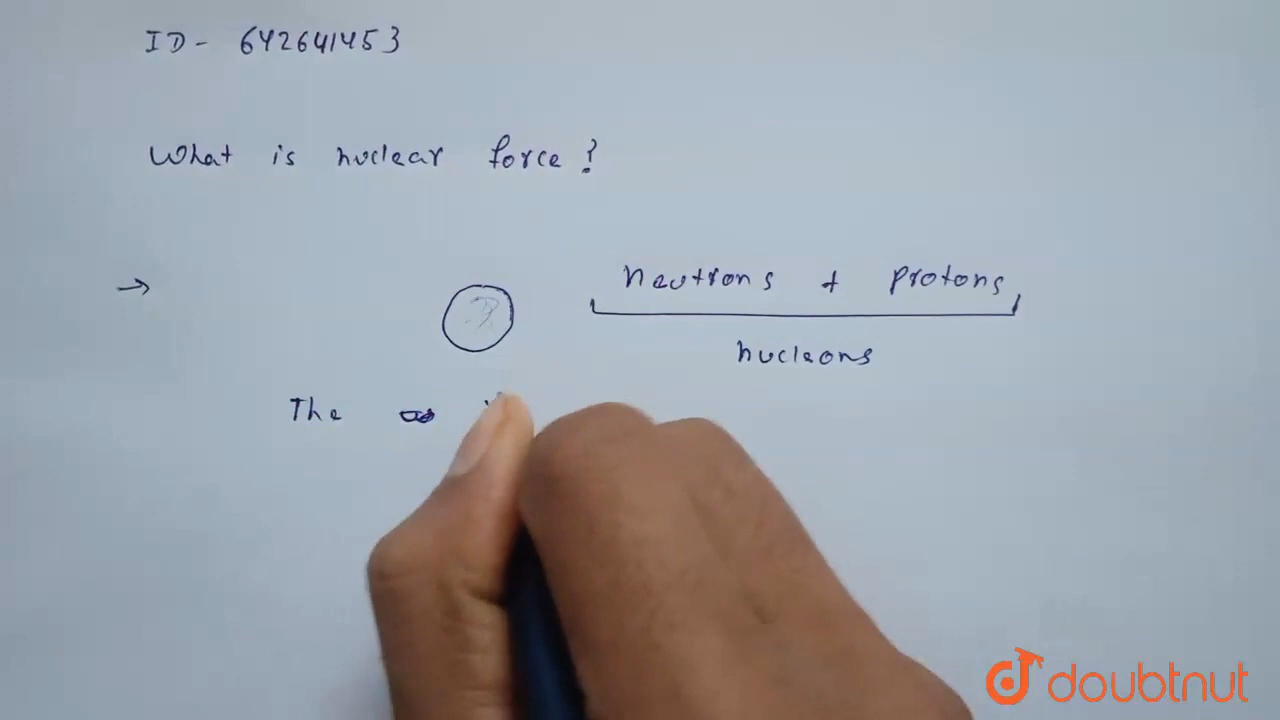 ID - 642641453
What is nuclear force?
→ neutrons + protons
nucleons
The
doubtnut